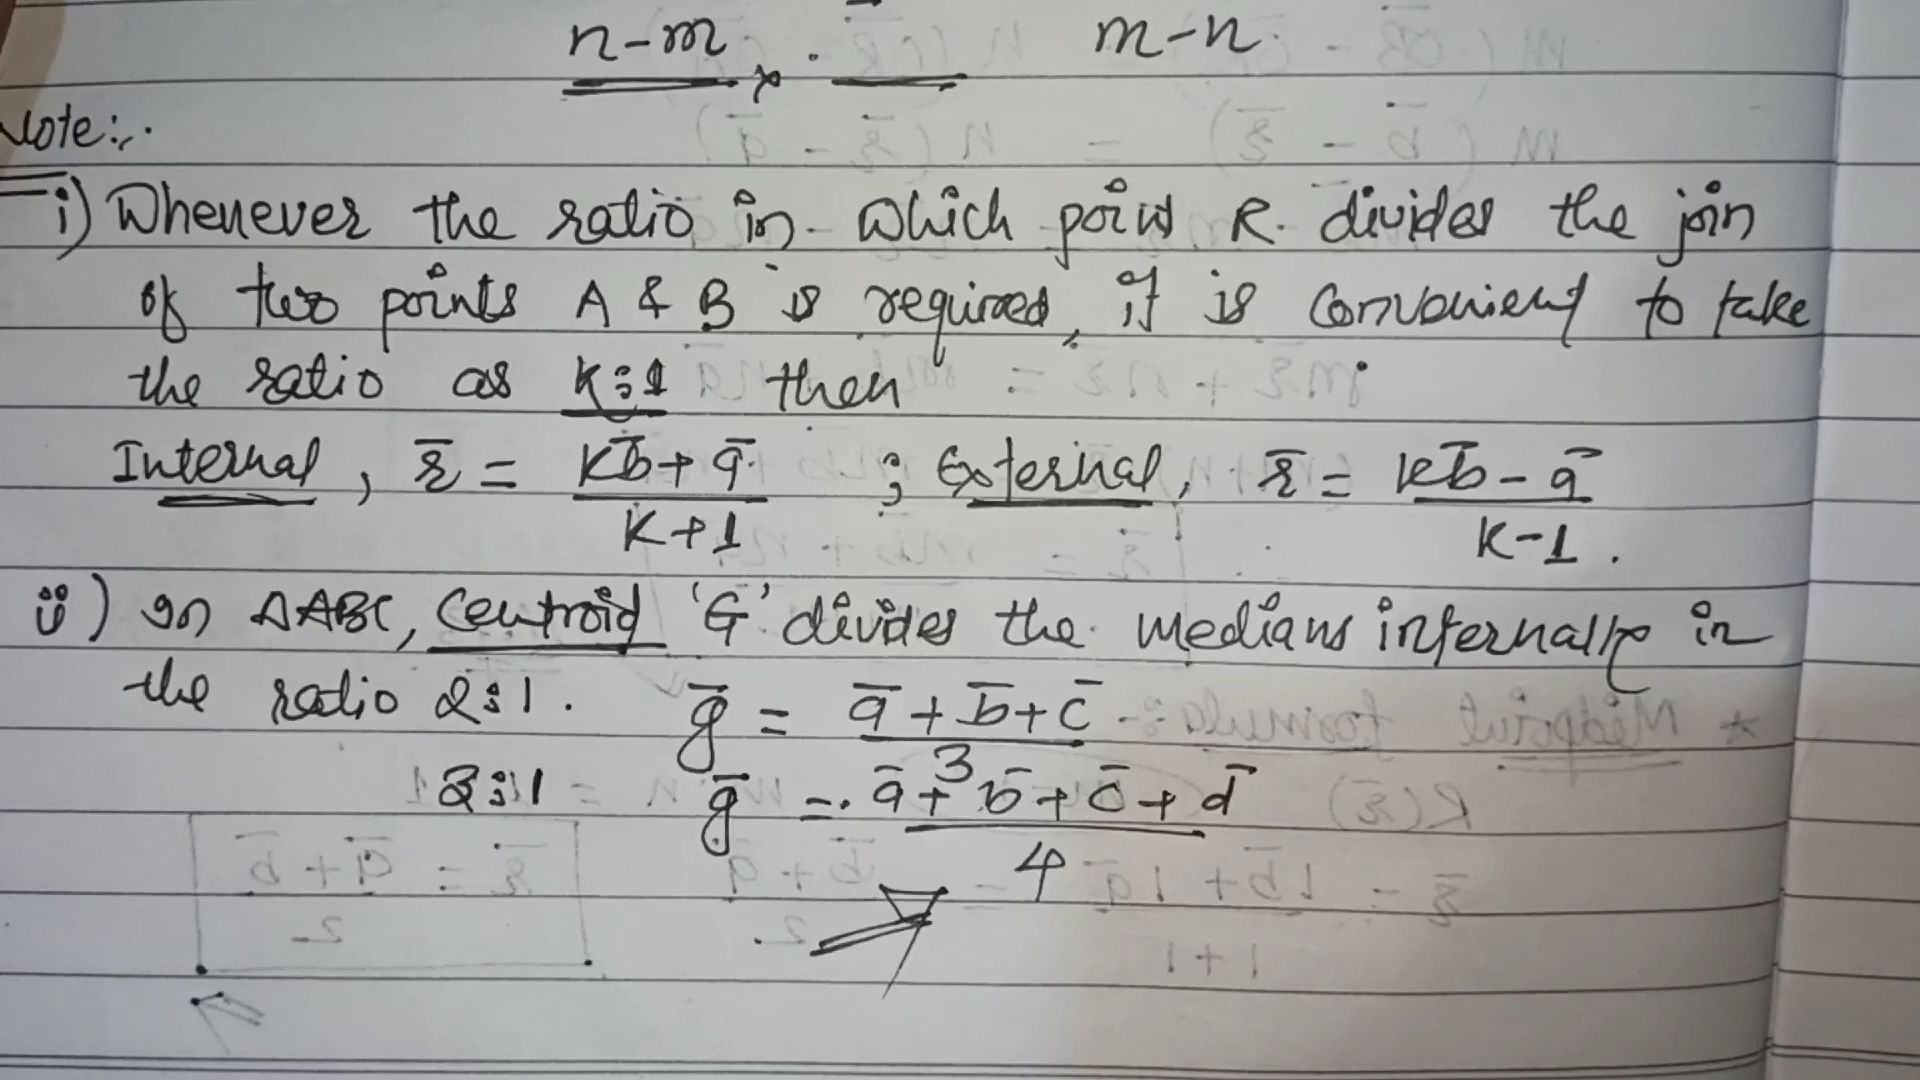 n-m m-n
Note:-
i) Whenever the ratio in which point R divides the join
of two points A & B is required, it is convenient to take
the ratio as K:1 then
Internal, r̄ = (Kb̄ + ā)/(K+1) ; External, r̄ = (kb̄ - ā)/(K-1).
ii) In ΔABC, Centroid 'G' divides the medians internally in
the ratio 2:1. ḡ = (ā + b̄ + c̄)/3
3:1 ḡ = (ā + b̄ + c̄ + d̄)/4